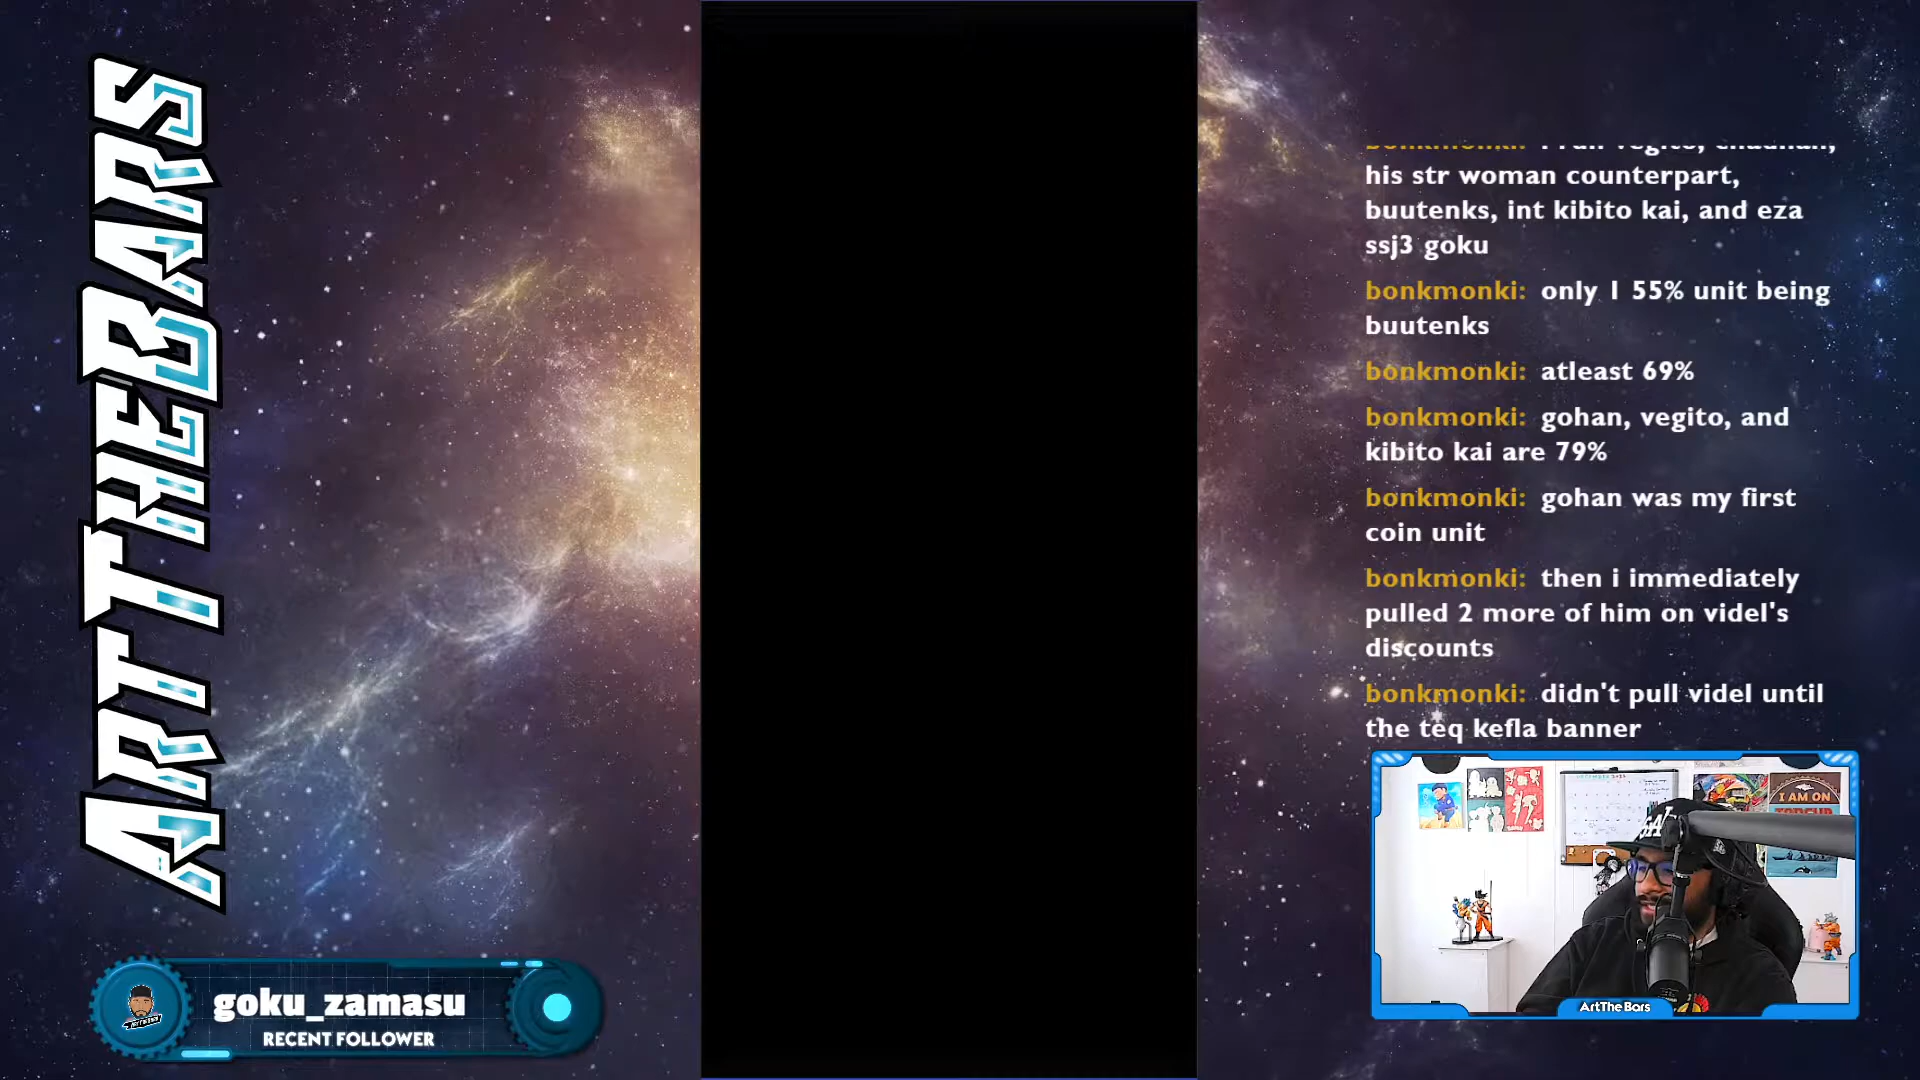 ARTTHEBARS
his str woman counterpart,
buutenks, int kibito kai, and eza
ssj3 goku
bonkmonki: only 1 55% unit being
buutenks
bonkmonki: atleast 69%
bonkmonki: gohan, vegito, and
kibito kai are 79%
bonkmonki: gohan was my first
coin unit
bonkmonki: then i immediately
pulled 2 more of him on videl's
discounts
bonkmonki: didn't pull videl until
the teq kefla banner
I AM ON
ArtTheBars
goku_zamasu
RECENT FOLLOWER